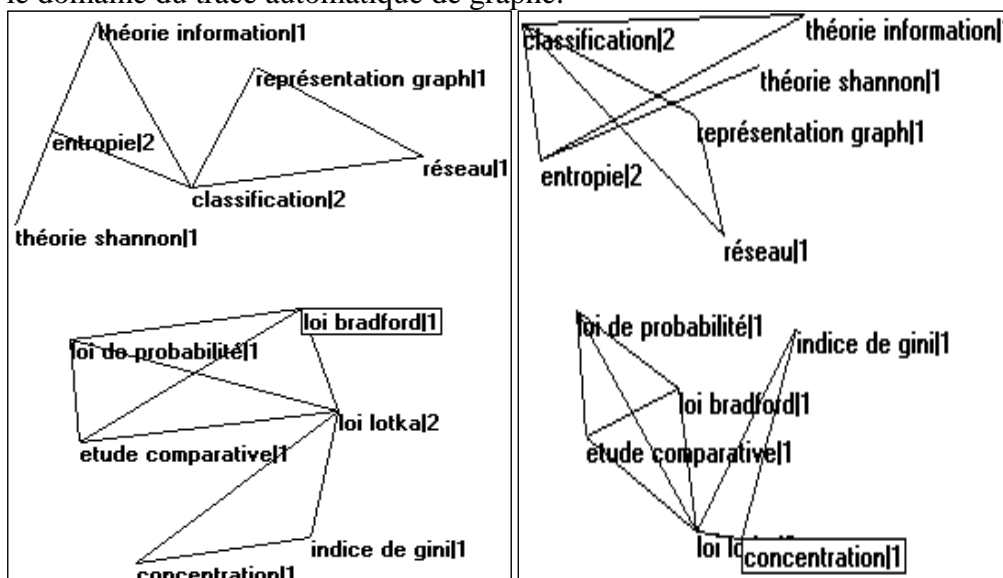 le domaine du tracé automatique de graphe.
théorie information|1
représentation graph|1
entropie|2
réseau|1
classification|2
théorie shannon|1
loi bradford|1
loi de probabilité|1
loi lotka|2
etude comparative|1
indice de gini|1
concentration|1
classification|2
théorie information|
théorie shannon|1
représentation graph|1
entropie|2
réseau|1
loi de probabilité|1
indice de gini|1
loi bradford|1
etude comparative|1
loi
concentration|1